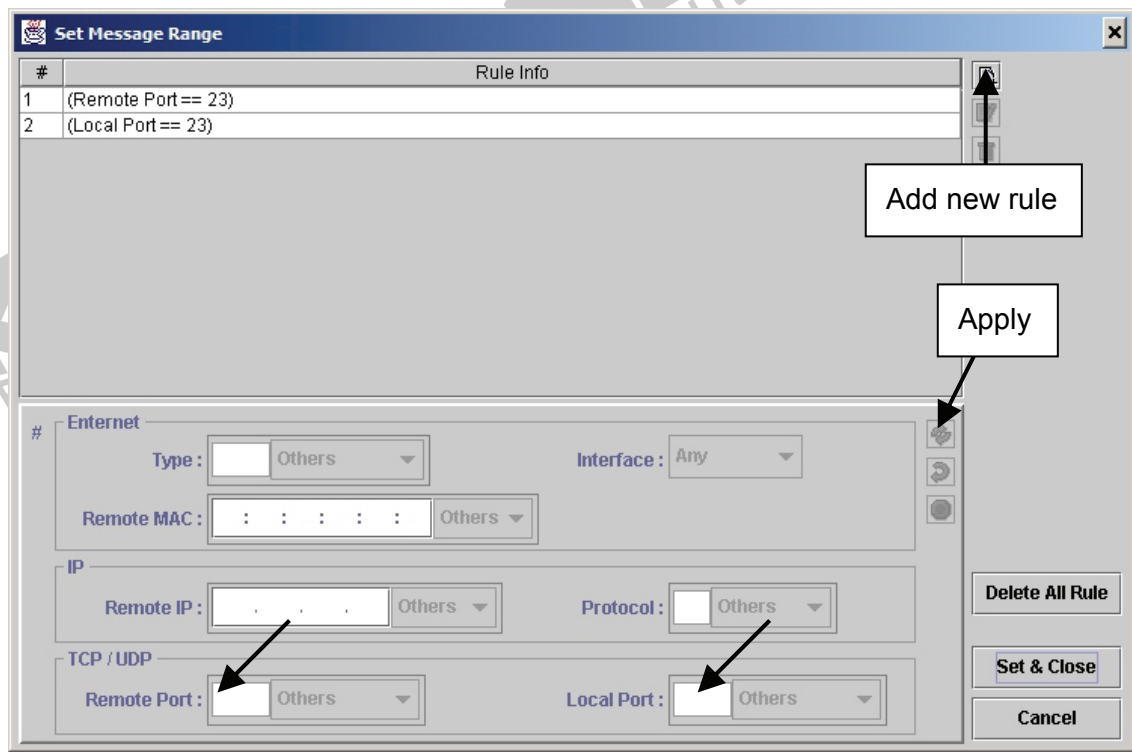 Set Message Range
# Rule Info
1 (Remote Port == 23)
2 (Local Port == 23)
Add new rule
Apply
# Enternet
Type : Others Interface : Any
Remote MAC : : : : : : Others
IP
Remote IP : . . . Others Protocol : Others
TCP / UDP
Remote Port : Others Local Port : Others
Delete All Rule
Set & Close
Cancel